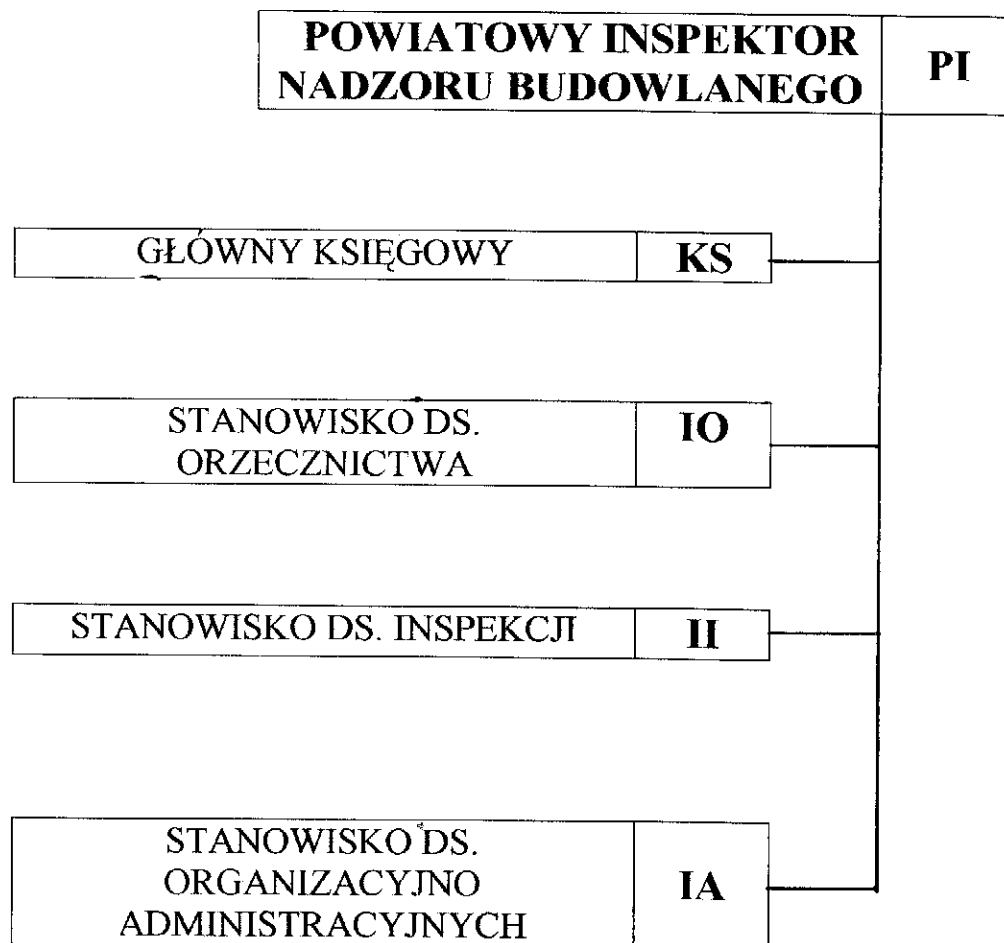 POWIATOWY INSPEKTOR
NADZORU BUDOWLANEGO
PI
GŁÓWNY KSIĘGOWY
KS
STANOWISKO DS.
ORZECZNICTWA
IO
STANOWISKO DS. INSPEKCJI
II
STANOWISKO DS.
ORGANIZACYJNO
ADMINISTRACYJNYCH
IA